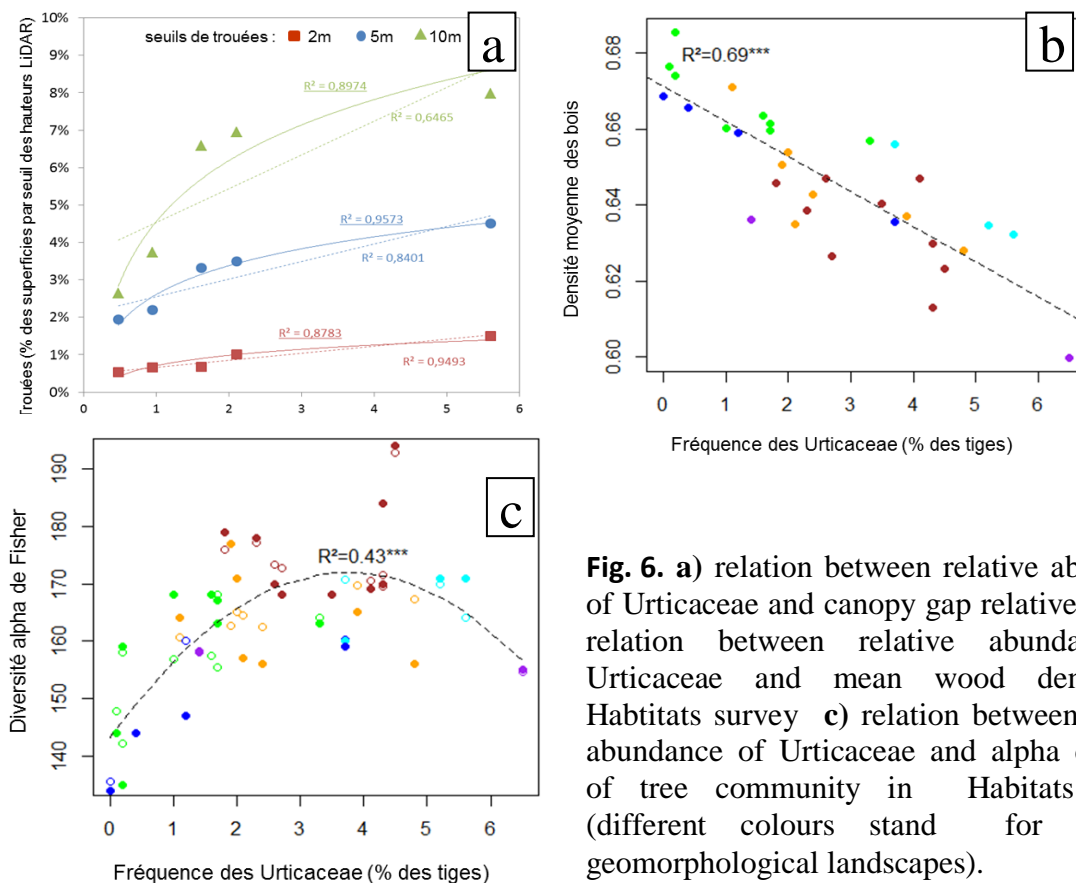 10%
9%
8%
7%
6%
5%
4%
3%
2%
1%
0%
Trouées (% des superficies par seuil des hauteurs LiDAR)
seuils de trouées : 2m 5m 10m
a
R² = 0,8974
R² = 0,6465
R² = 0,9573
R² = 0,8401
R² = 0,8783
R² = 0,9493
0 1 2 3 4 5 6
b
R²=0.69***
Densité moyenne des bois
0.68
0.66
0.64
0.62
0.60
0 1 2 3 4 5 6
Fréquence des Urticaceae (% des tiges)
c
R²=0.43***
Diversité alpha de Fisher
190
180
170
160
150
140
0 1 2 3 4 5 6
Fréquence des Urticaceae (% des tiges)
Fig. 6. a) relation between relative ab
of Urticaceae and canopy gap relative
relation between relative abunda
Urticaceae and mean wood den
Habtitats survey c) relation between
abundance of Urticaceae and alpha
of tree community in Habitats
(different colours stand for
geomorphological landscapes).